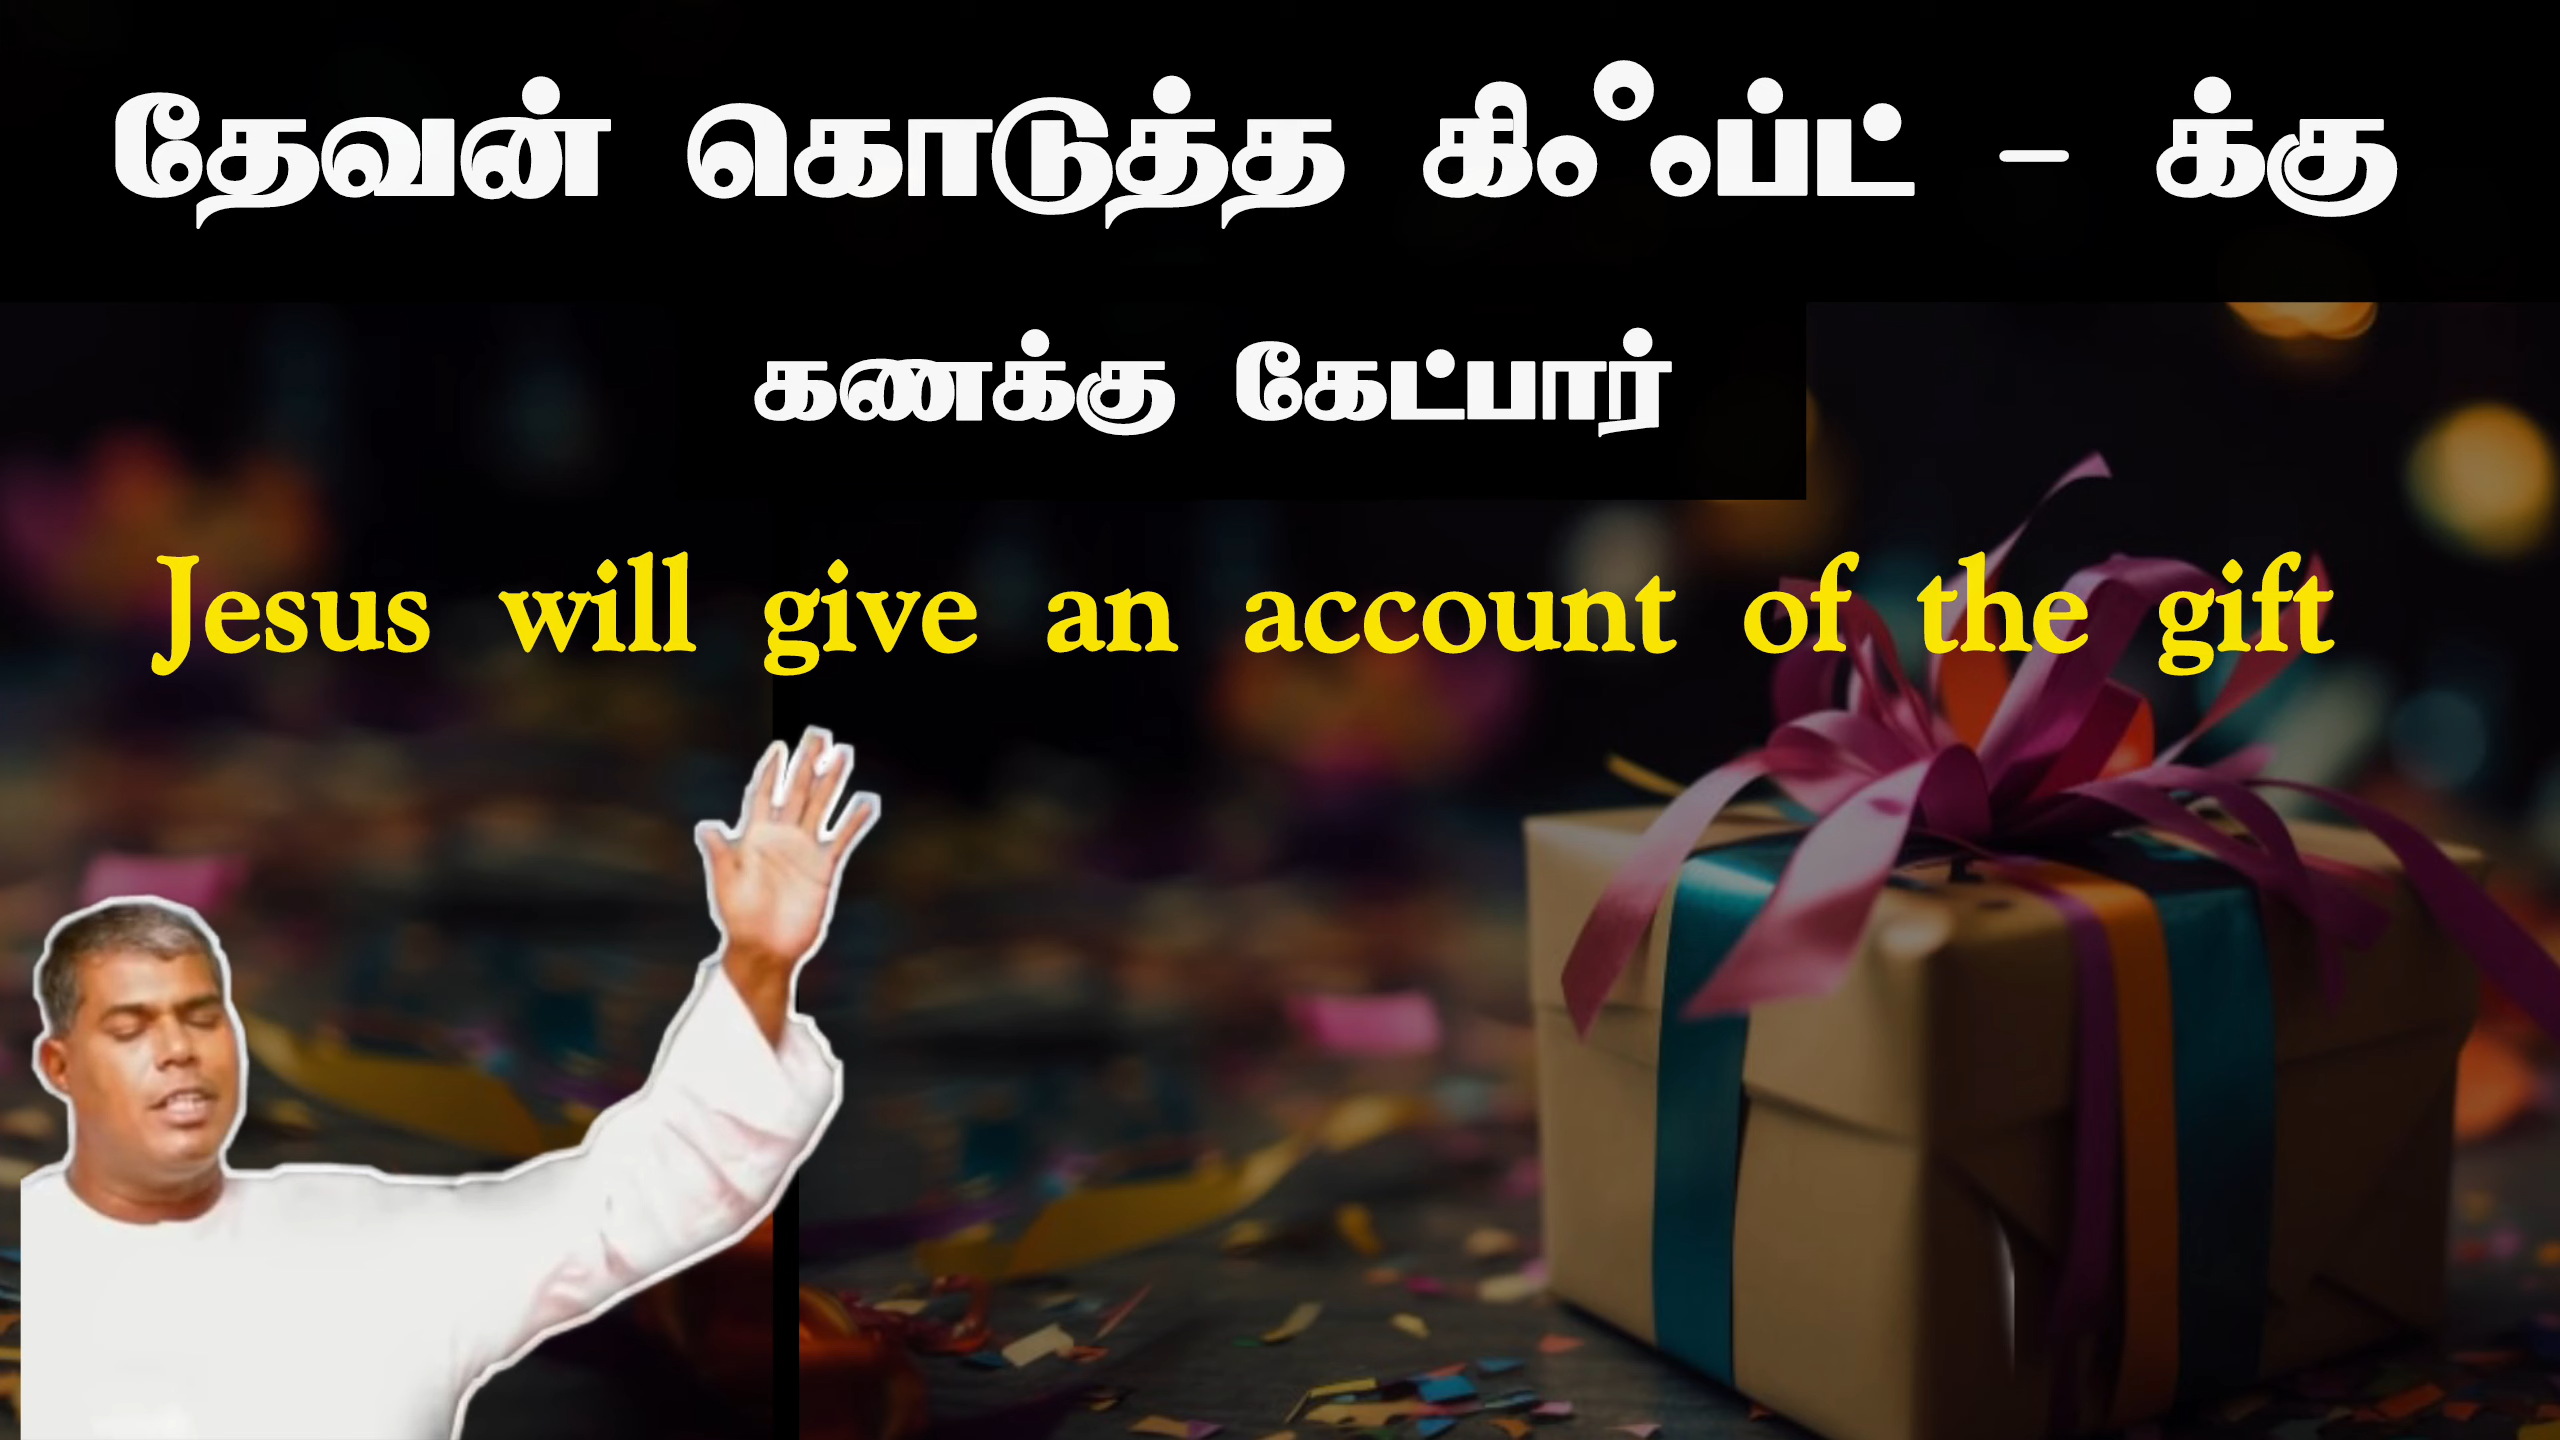 தேவன் கொடுத்த கிஃப்ட் - க்கு
கணக்கு கேட்பார்
Jesus will give an account of the gift